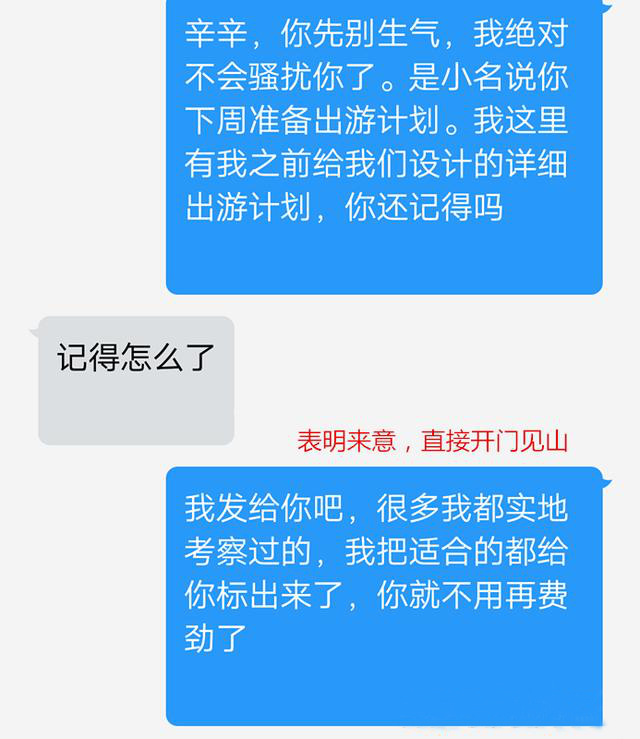 辛辛，你先别生气，我绝对
不会骚扰你了。是小名说你
下周准备出游计划。我这里
有我之前给我们设计的详细
出游计划，你还记得吗
记得怎么了
表明来意，直接开门见山
我发给你吧，很多我都实地
考察过的，我把适合的都给
你标出来了，你就不用再费
劲了